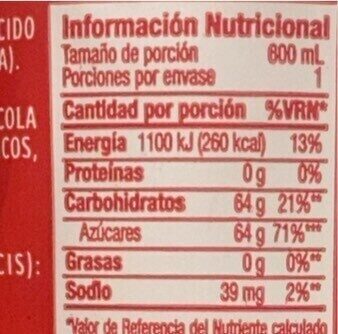 CIDO
A).
COLA
COS,
CIS):
Información Nutricional
Tamaño de porción 600 mL
Porciones por envase 1
Cantidad por porción %VRN*
Energía 1100 kJ (260 kcal) 13%
Proteínas 0 g 0%
Carbohidratos 64 g 21%**
Azúcares 64 g 71%***
Grasas 0 g 0%**
Sodio 39 mg 2%**
*Valor de Referencia del Nutriente calculado